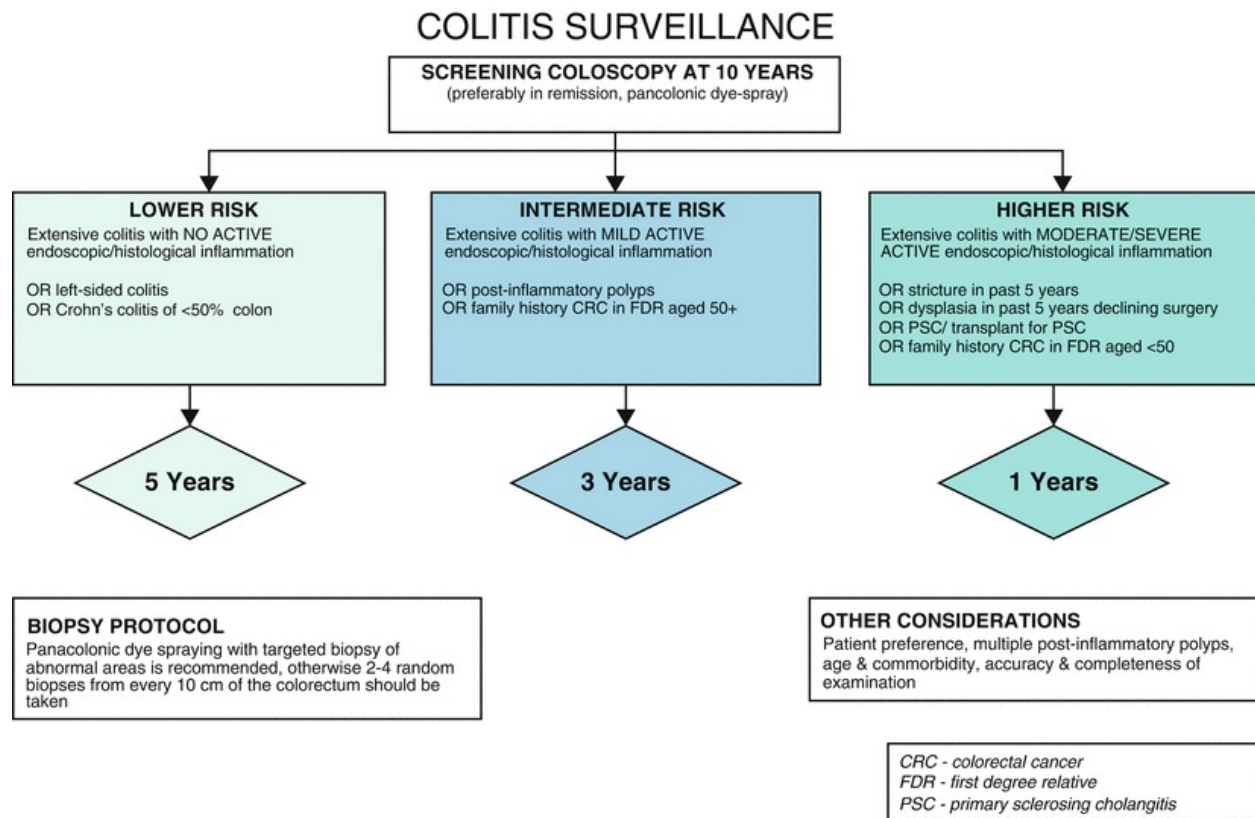 COLITIS SURVEILLANCE
SCREENING COLOSCOPY AT 10 YEARS
(preferably in remission, pancolonic dye-spray)
LOWER RISK
Extensive colitis with NO ACTIVE
endoscopic/histological inflammation
OR left-sided colitis
OR Crohn's colitis of <50% colon
INTERMEDIATE RISK
Extensive colitis with MILD ACTIVE
endoscopic/histological inflammation
OR post-inflammatory polyps
OR family history CRC in FDR aged 50+
HIGHER RISK
Extensive colitis with MODERATE/SEVERE
ACTIVE endoscopic/histological inflammation
OR stricture in past 5 years
OR dysplasia in past 5 years declining surgery
OR PSC/ transplant for PSC
OR family history CRC in FDR aged <50
5 Years
3 Years
1 Years
BIOPSY PROTOCOL
Panacolonic dye spraying with targeted biopsy of
abnormal areas is recommended, otherwise 2-4 random
biopses from every 10 cm of the colorectum should be
taken
OTHER CONSIDERATIONS
Patient preference, multiple post-inflammatory polyps,
age & commorbidity, accuracy & completeness of
examination
CRC - colorectal cancer
FDR - first degree relative
PSC - primary sclerosing cholangitis